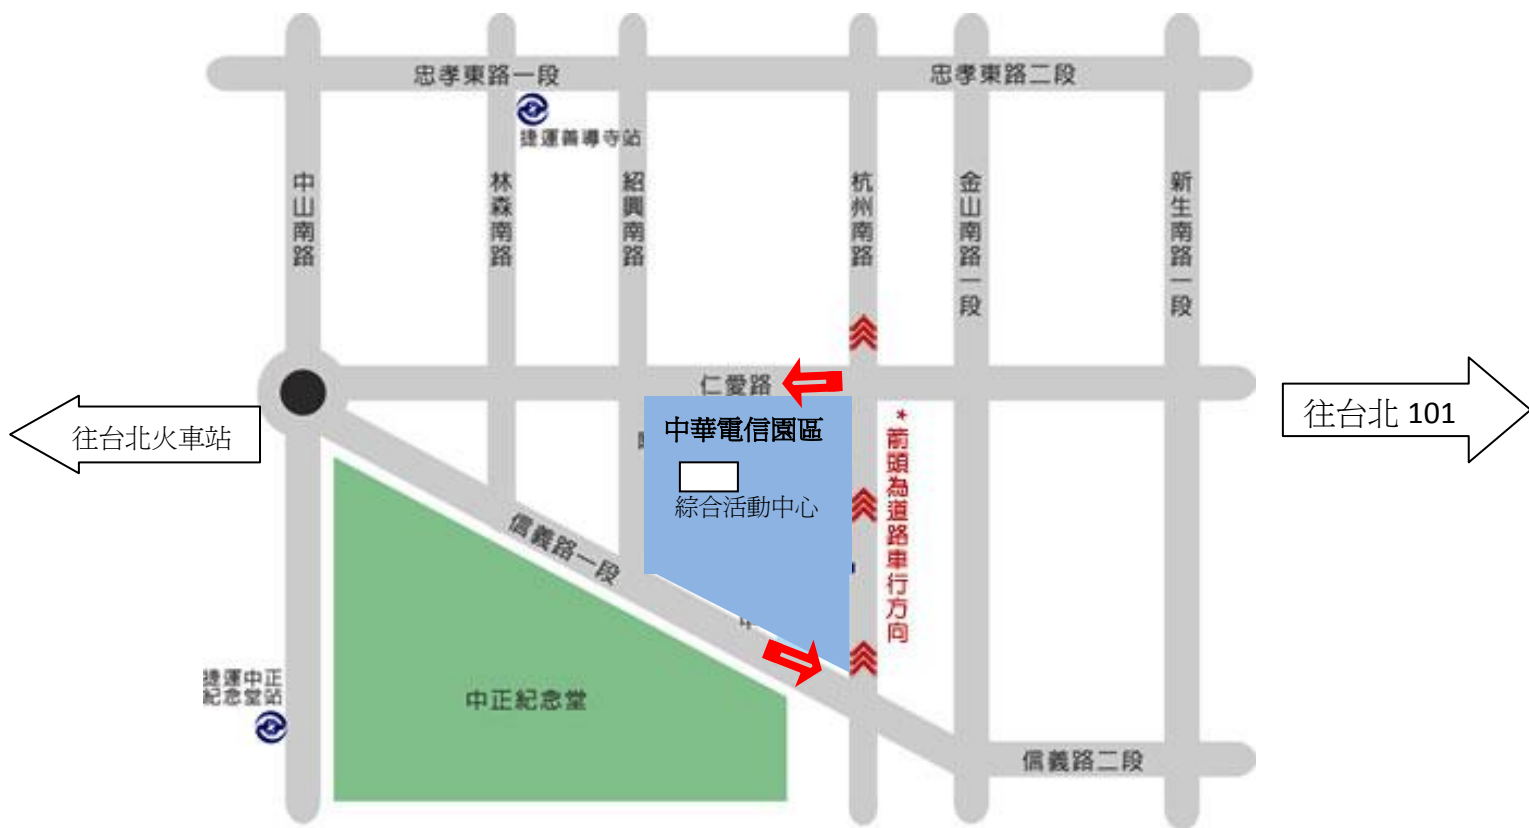 忠孝東路一段
忠孝東路二段
捷運善導寺站
中山南路
林森南路
紹興南路
杭州南路
金山南路一段
新生南路一段
仁愛路
往台北火車站
中華電信園區
綜合活動中心
*箭頭為道路車行方向
往台北 101
信義路一段
捷運中正
紀念堂站
中正紀念堂
信義路二段